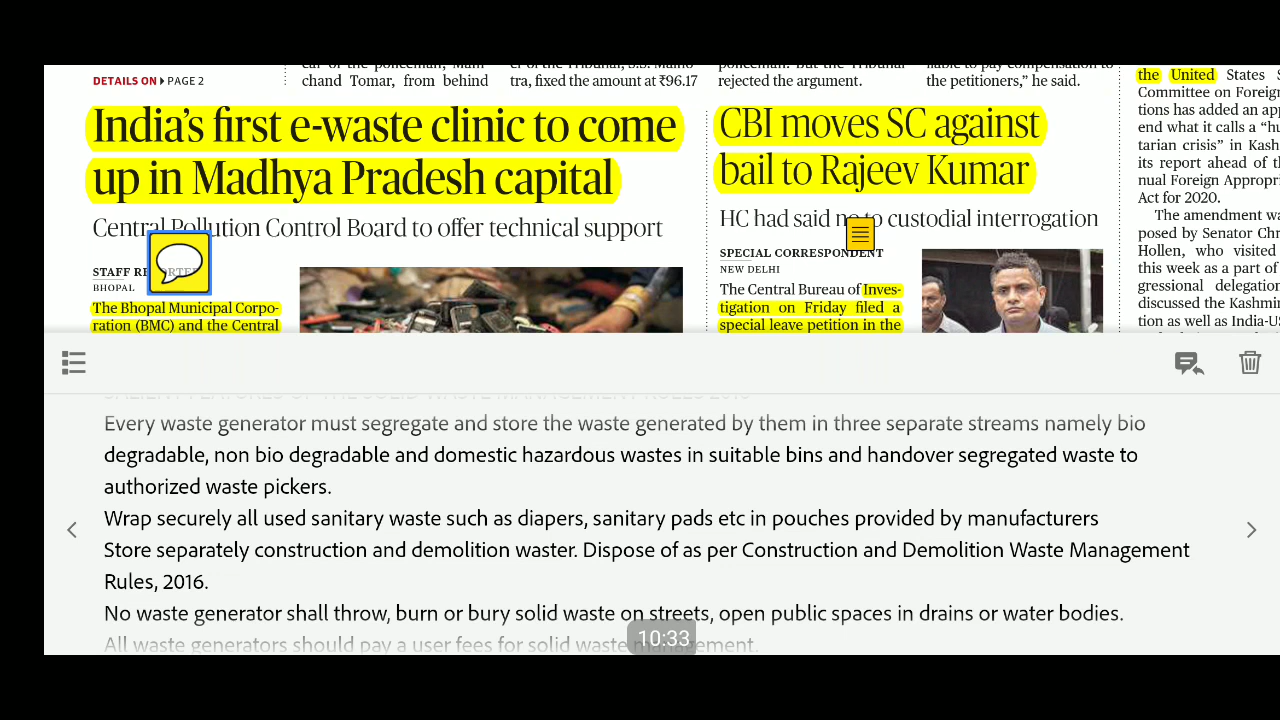 DETAILS ON PAGE 2
chand Tomar, from behind
tra, fixed the amount at ₹96.17
rejected the argument.
the petitioners,” he said.
India’s first e-waste clinic to come
up in Madhya Pradesh capital
Central Pollution Control Board to offer technical support
STAFF REPORTER
BHOPAL
The Bhopal Municipal Corpo-
ration (BMC) and the Central
CBI moves SC against
bail to Rajeev Kumar
HC had said no to custodial interrogation
SPECIAL CORRESPONDENT
NEW DELHI
The Central Bureau of Inves-
tigation on Friday filed a
special leave petition in the
the United States
Committee on Foreign
tions has added an
end what it calls a
tarian crisis” in
its report ahead of
nual Foreign
Act for 2020.
The amendment
posed by Senator
Hollen, who visited
this week as a part of
gressional
discussed the
tion as well as
SALIENT FEATURES OF THE SOLID WASTE MANAGEMENT RULES 2016
Every waste generator must segregate and store the waste generated by them in three separate streams namely bio
degradable, non bio degradable and domestic hazardous wastes in suitable bins and handover segregated waste to
authorized waste pickers.
Wrap securely all used sanitary waste such as diapers, sanitary pads etc in pouches provided by manufacturers
Store separately construction and demolition waster. Dispose of as per Construction and Demolition Waste Management
Rules, 2016.
No waste generator shall throw, burn or bury solid waste on streets, open public spaces in drains or water bodies.
All waste generators should pay a user fees for solid waste management.
10:33